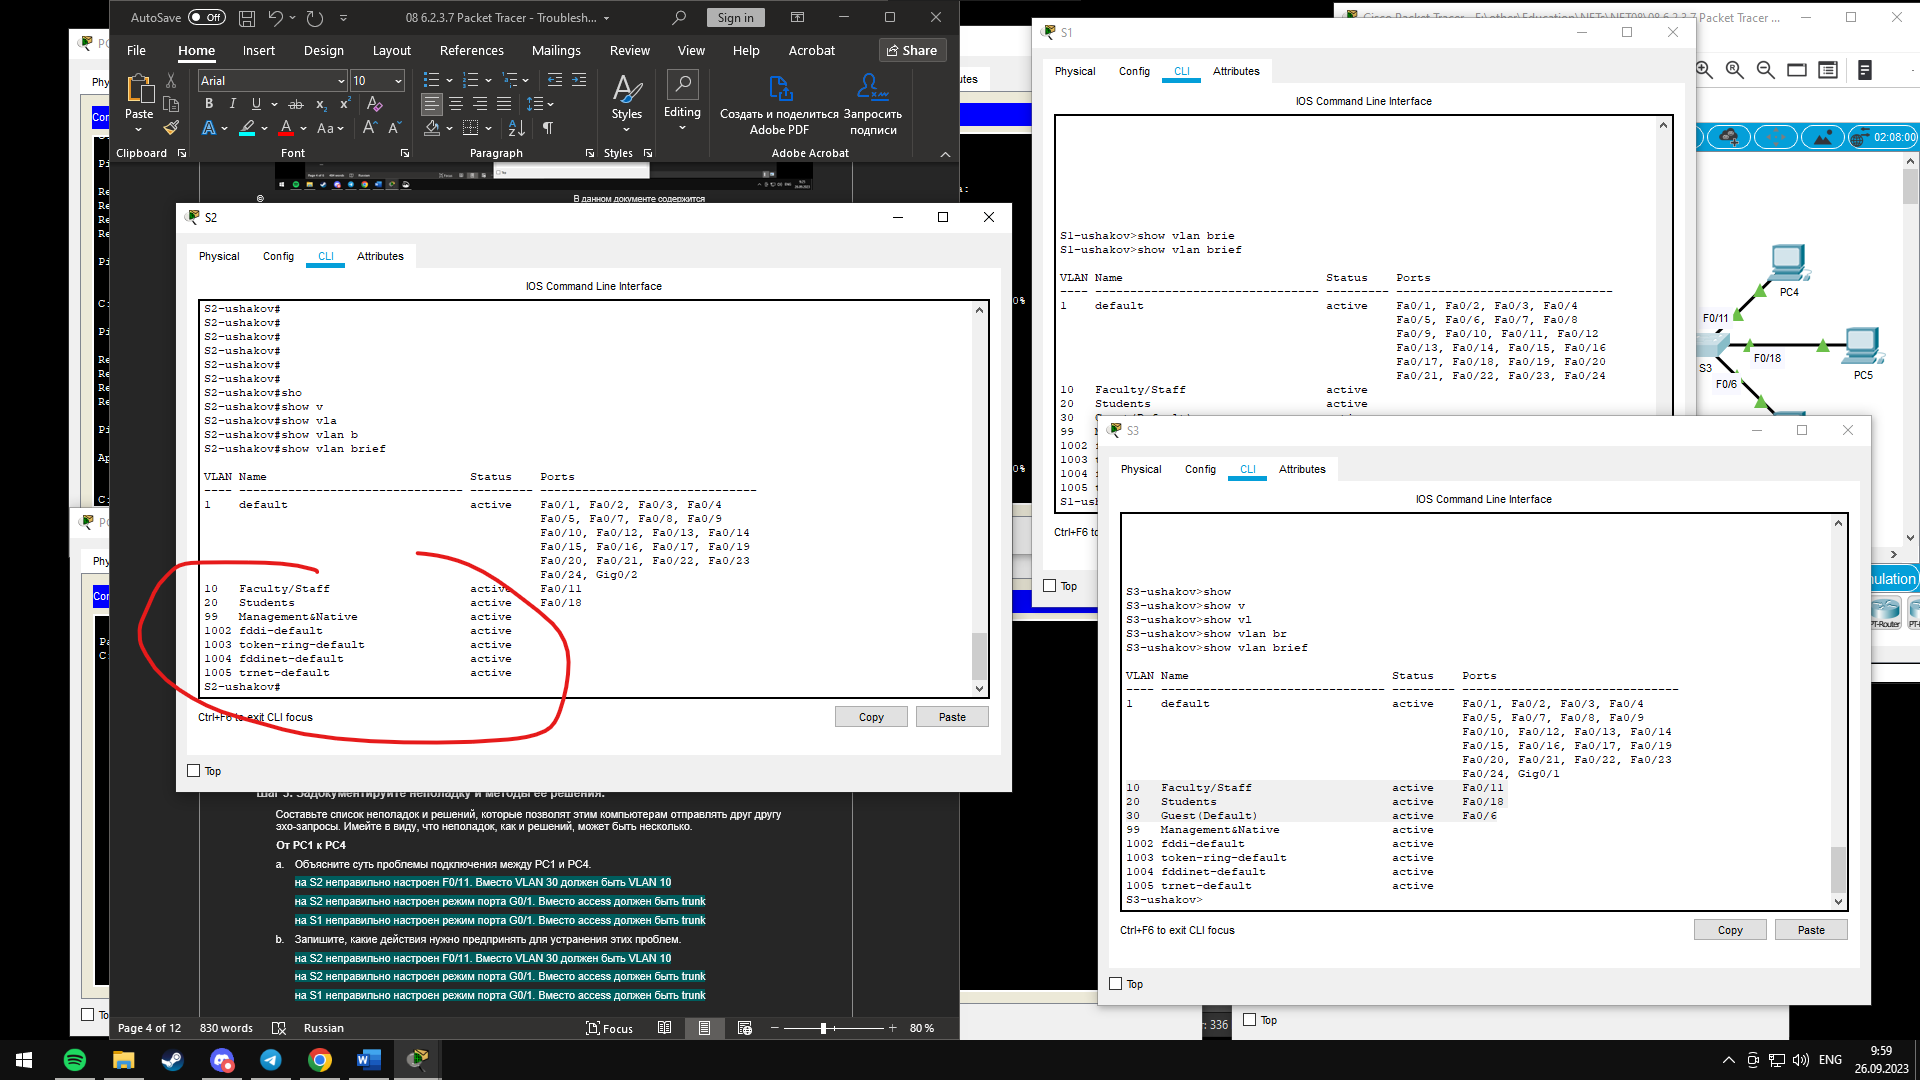 AutoSave Off 08 6.2.3.7 Packet Tracer - Troublesh... Sign in
File Home Insert Design Layout References Mailings Review View Help Acrobat Share
Paste
Arial 10
Styles
Editing
Создать и поделиться Adobe PDF
Запросить подписи
Clipboard Font Paragraph Styles Adobe Acrobat
В данном документе содержится
S2
Physical Config CLI Attributes
IOS Command Line Interface
S2-ushakov#
S2-ushakov#
S2-ushakov#
S2-ushakov#
S2-ushakov#
S2-ushakov#
S2-ushakov#sho
S2-ushakov#show v
S2-ushakov#show vla
S2-ushakov#show vlan b
S2-ushakov#show vlan brief
VLAN Name Status Ports
---- -------------------------------- --------- -------------------------------
1 default active Fa0/1, Fa0/2, Fa0/3, Fa0/4
Fa0/5, Fa0/7, Fa0/8, Fa0/9
Fa0/10, Fa0/12, Fa0/13, Fa0/14
Fa0/15, Fa0/16, Fa0/17, Fa0/19
Fa0/20, Fa0/21, Fa0/22, Fa0/23
Fa0/24, Gig0/2
10 Faculty/Staff active Fa0/11
20 Students active Fa0/18
99 Management&Native active
1002 fddi-default active
1003 token-ring-default active
1004 fddinet-default active
1005 trnet-default active
S2-ushakov#
Ctrl+F6 to exit CLI focus
Copy Paste
Top
Шаг 3. Задокументируйте неполадку и методы ее решения.
Составьте список неполадок и решений, которые позволят этим компьютерам отправлять друг другу
эхо-запросы. Имейте в виду, что неполадок, как и решений, может быть несколько.
От PC1 к PC4
a. Объясните суть проблемы подключения между PC1 и PC4.
на S2 неправильно настроен F0/11. Вместо VLAN 30 должен быть VLAN 10
на S2 неправильно настроен режим порта G0/1. Вместо access должен быть trunk
на S1 неправильно настроен режим порта G0/1. Вместо access должен быть trunk
b. Запишите, какие действия нужно предпринять для устранения этих проблем.
на S2 неправильно настроен F0/11. Вместо VLAN 30 должен быть VLAN 10
на S2 неправильно настроен режим порта G0/1. Вместо access должен быть trunk
на S1 неправильно настроен режим порта G0/1. Вместо access должен быть trunk
Page 4 of 12 830 words Russian Focus 80 %
S1
Physical Config CLI Attributes
IOS Command Line Interface
S1-ushakov>show vlan brie
S1-ushakov>show vlan brief
VLAN Name Status Ports
---- -------------------------------- --------- -------------------------------
1 default active Fa0/1, Fa0/2, Fa0/3, Fa0/4
Fa0/5, Fa0/6, Fa0/7, Fa0/8
Fa0/9, Fa0/10, Fa0/11, Fa0/12
Fa0/13, Fa0/14, Fa0/15, Fa0/16
Fa0/17, Fa0/18, Fa0/19, Fa0/20
Fa0/21, Fa0/22, Fa0/23, Fa0/24
10 Faculty/Staff active
20 Students active
30
99
1002
1003
1004
1005
Top
S3
Physical Config CLI Attributes
IOS Command Line Interface
S3-ushakov>show
S3-ushakov>show v
S3-ushakov>show vl
S3-ushakov>show vlan br
S3-ushakov>show vlan brief
VLAN Name Status Ports
---- -------------------------------- --------- -------------------------------
1 default active Fa0/1, Fa0/2, Fa0/3, Fa0/4
Fa0/5, Fa0/7, Fa0/8, Fa0/9
Fa0/10, Fa0/12, Fa0/13, Fa0/14
Fa0/15, Fa0/16, Fa0/17, Fa0/19
Fa0/20, Fa0/21, Fa0/22, Fa0/23
Fa0/24, Gig0/1
10 Faculty/Staff active Fa0/11
20 Students active Fa0/18
30 Guest(Default) active Fa0/6
99 Management&Native active
1002 fddi-default active
1003 token-ring-default active
1004 fddinet-default active
1005 trnet-default active
S3-ushakov>
Ctrl+F6 to exit CLI focus
Copy Paste
Top
Top
02:08:00
PC4
F0/11
F0/18
S3
PC5
F0/6
PT-Router
ENG
9:59
26.09.2023